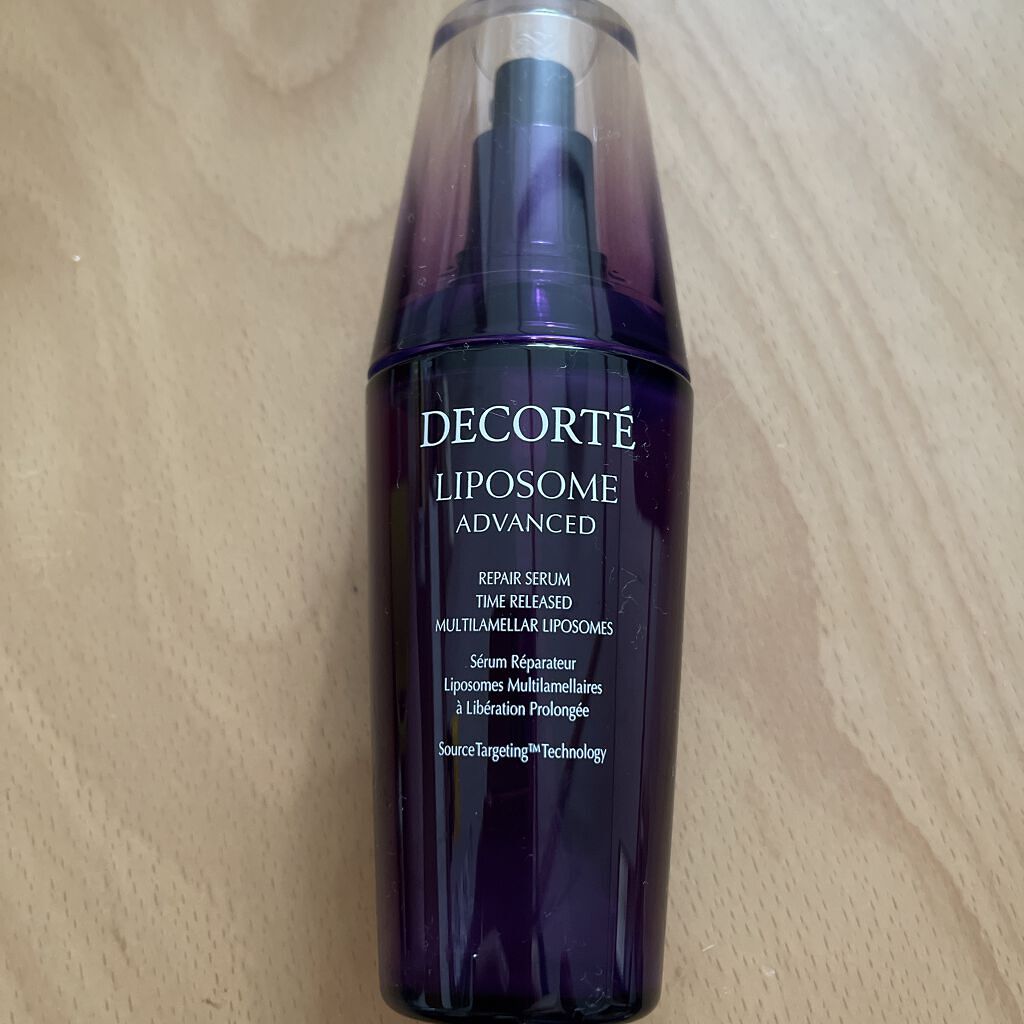 DECORTÉ
LIPOSOME
ADVANCED
REPAIR SERUM
TIME RELEASED
MULTILAMELLAR LIPOSOMES
Sérum Réparateur
Liposomes Multilamellaires
à Libération Prolongée
SourceTargeting™Technology